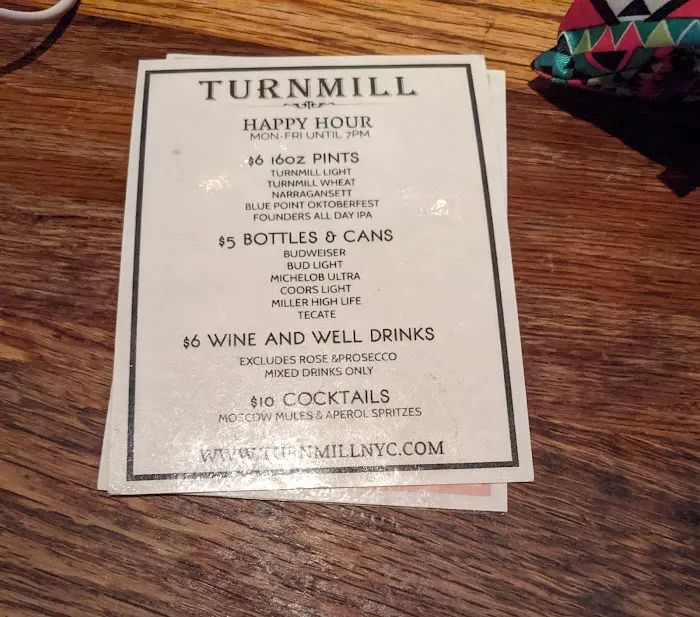 TURNMILL
HAPPY HOUR
MON-FRI UNTIL 7PM
$6 16OZ PINTS
TURNMILL LIGHT
TURNMILL WHEAT
NARRAGANSETT
BLUE POINT OKTOBERFEST
FOUNDERS ALL DAY IPA
$5 BOTTLES & CANS
BUDWEISER
BUD LIGHT
MICHELOB ULTRA
COORS LIGHT
MILLER HIGH LIFE
TECATE
$6 WINE AND WELL DRINKS
EXCLUDES ROSE &PROSECCO
MIXED DRINKS ONLY
$10 COCKTAILS
MOSCOW MULES & APEROL SPRITZES
WWW.TURNMILLNYC.COM